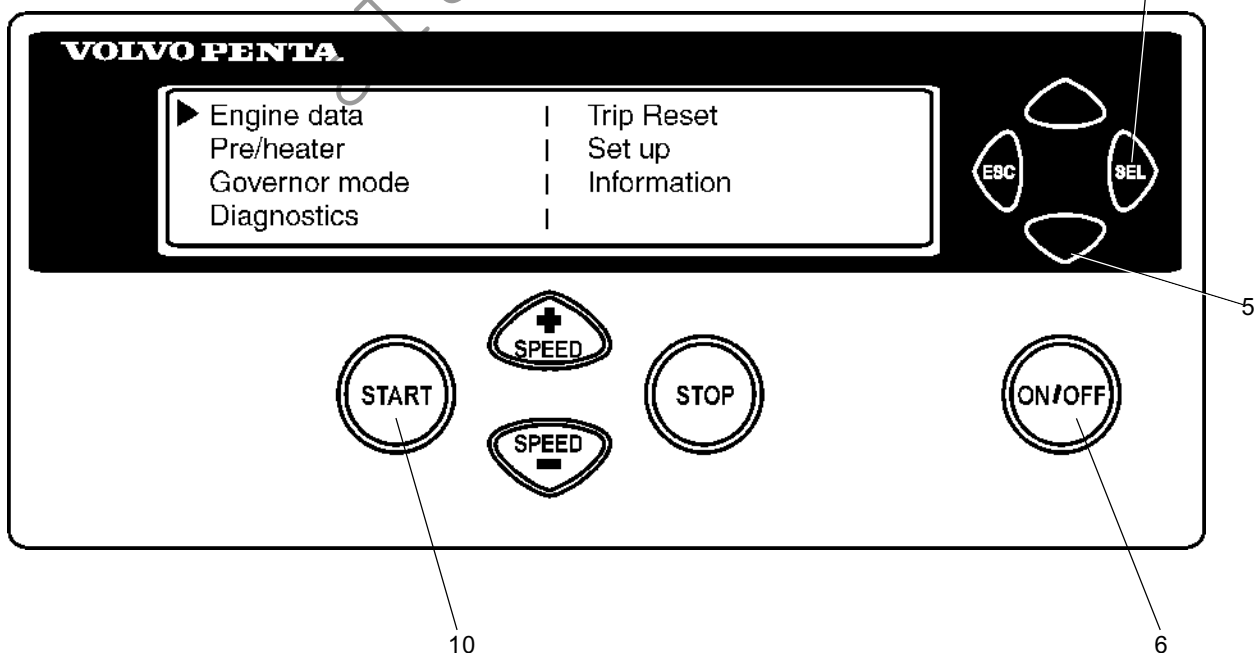 VOLVO PENTA
Engine data | Trip Reset
Pre/heater | Set up
Governor mode | Information
Diagnostics |
ESC
SEL
5
+
SPEED
START
STOP
ON/OFF
SPEED
-
10
6